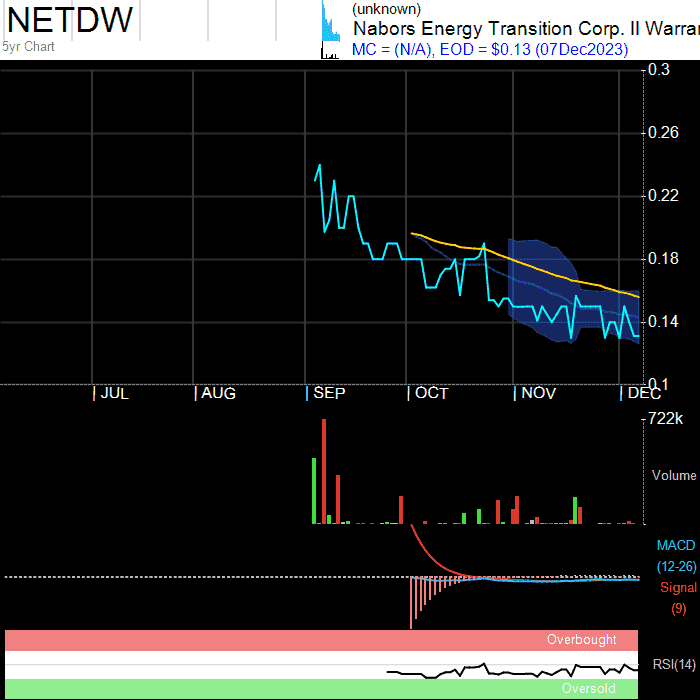 NETDW
5yr Chart
(unknown)
Nabors Energy Transition Corp. II Warra
MC = (N/A), EOD = $0.13 (07Dec2023)
0.3
0.26
0.22
0.18
0.14
0.1
JUL AUG SEP OCT NOV DEC
722k
Volume
MACD
(12-26)
Signal
(9)
Overbought
RSI(14)
Oversold